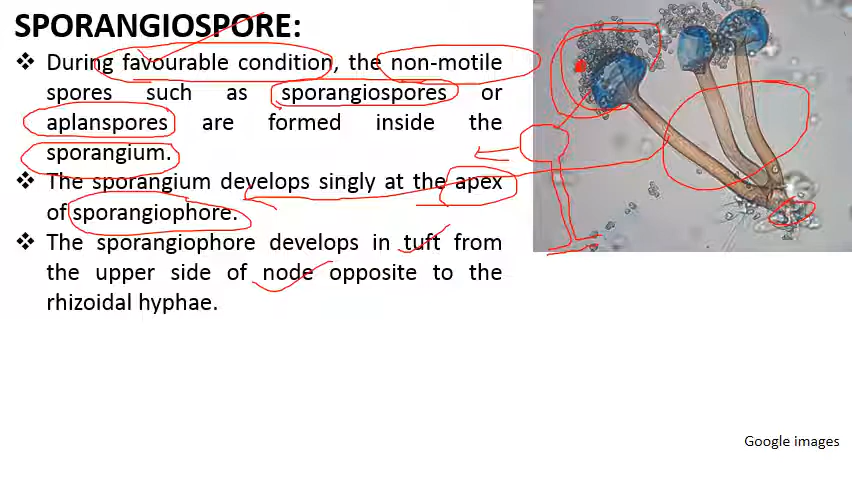 SPORANGIOSPORE:
❖ During favourable condition, the non-motile
spores such as sporangiospores or
aplanspores are formed inside the
sporangium.
❖ The sporangium develops singly at the apex
of sporangiophore.
❖ The sporangiophore develops in tuft from
the upper side of node opposite to the
rhizoidal hyphae.
Google images